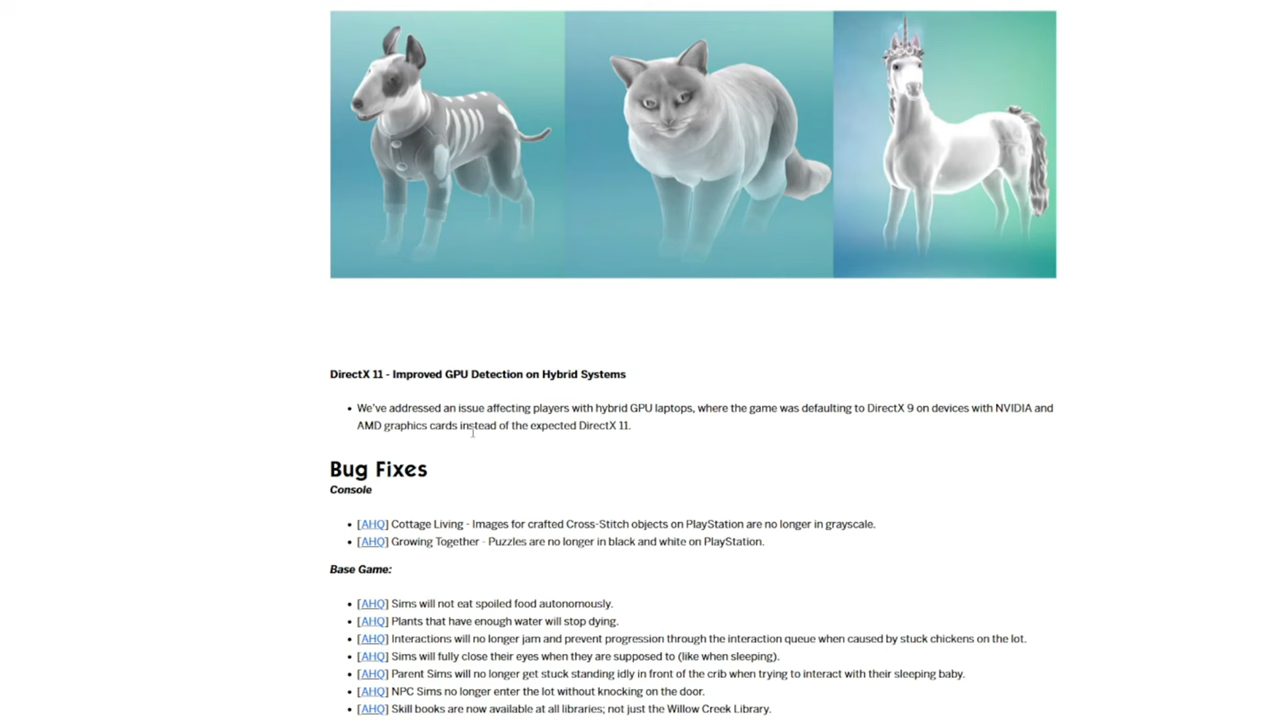 DirectX 11 - Improved GPU Detection on Hybrid Systems
• We've addressed an issue affecting players with hybrid GPU laptops, where the game was defaulting to DirectX 9 on devices with NVIDIA and
AMD graphics cards instead of the expected DirectX 11.
Bug Fixes
Console
• [AHQ] Cottage Living - Images for crafted Cross-Stitch objects on PlayStation are no longer in grayscale.
• [AHQ] Growing Together - Puzzles are no longer in black and white on PlayStation.
Base Game:
• [AHQ] Sims will not eat spoiled food autonomously.
• [AHQ] Plants that have enough water will stop dying.
• [AHQ] Interactions will no longer jam and prevent progression through the interaction queue when caused by stuck chickens on the lot.
• [AHQ] Sims will fully close their eyes when they are supposed to (like when sleeping).
• [AHQ] Parent Sims will no longer get stuck standing idly in front of the crib when trying to interact with their sleeping baby.
• [AHQ] NPC Sims no longer enter the lot without knocking on the door.
• [AHQ] Skill books are now available at all libraries; not just the Willow Creek Library.